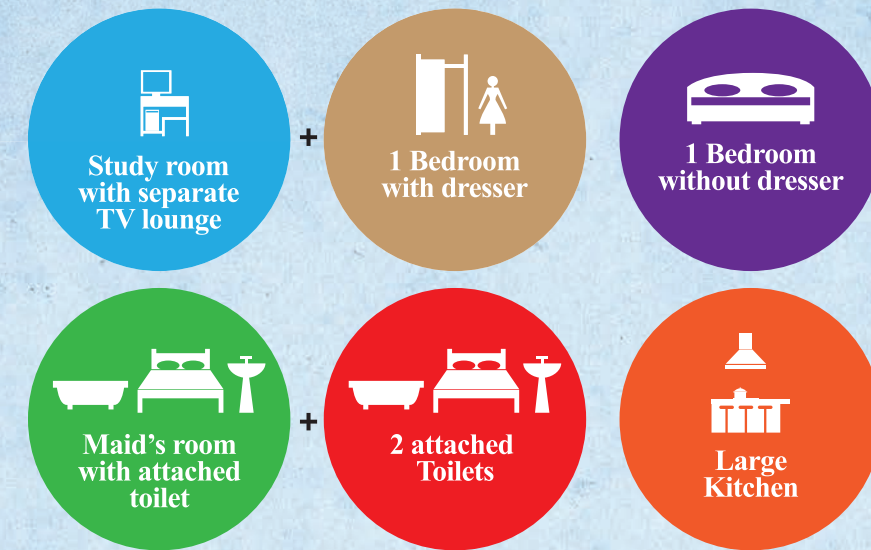 Study room
with separate
TV lounge
+
1 Bedroom
with dresser
1 Bedroom
without dresser
Maid's room
with attached
toilet
+
2 attached
Toilets
Large
Kitchen